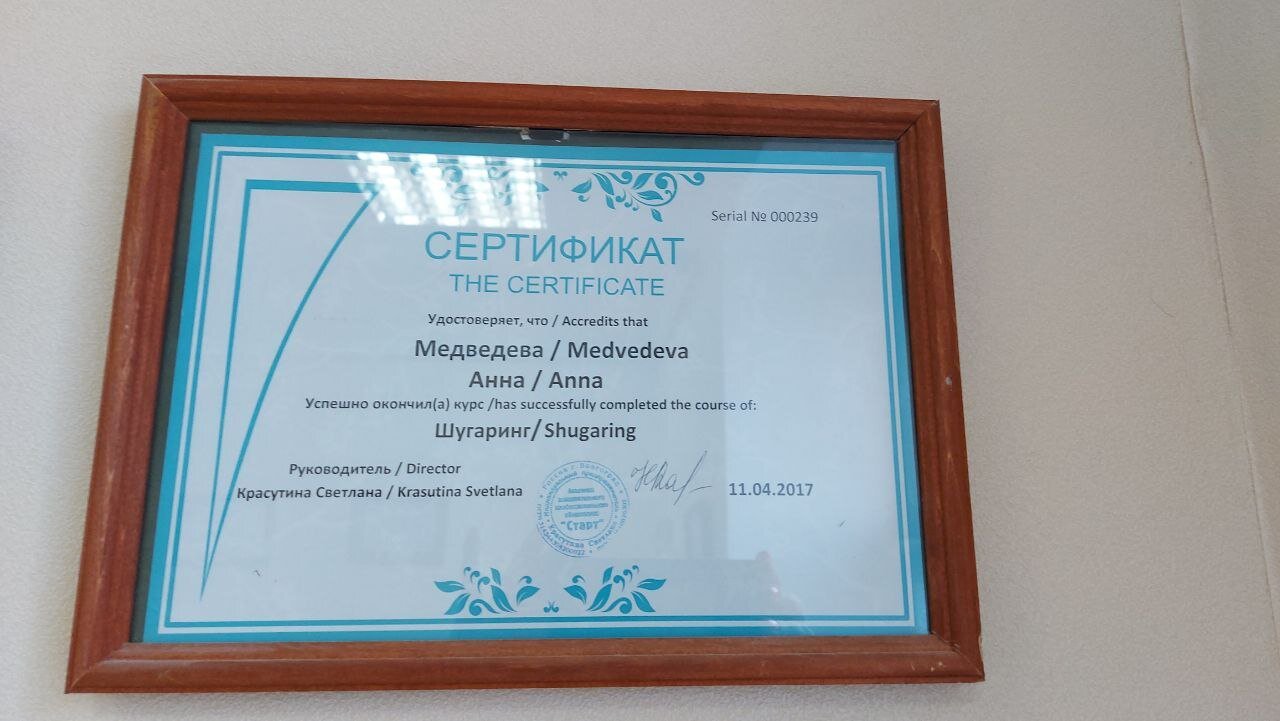 Serial № 000239
СЕРТИФИКАТ
THE CERTIFICATE
Удостоверяет, что / Accredits that
Медведева / Medvedeva
Анна / Anna
Успешно окончил(а) курс /has successfully completed the course of:
Шугаринг/ Shugaring
Руководитель / Director
Красутина Светлана / Krasutina Svetlana
"Старт"
11.04.2017